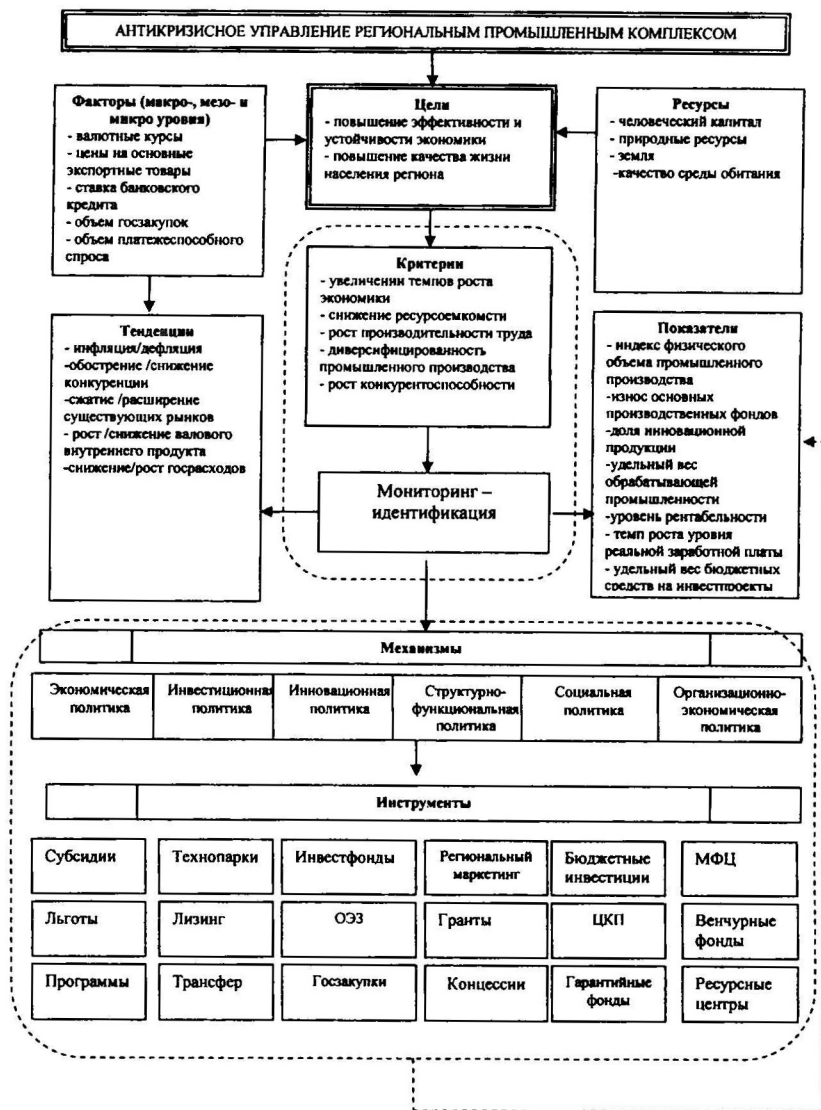 АНТИКРИЗИСНОЕ УПРАВЛЕНИЕ РЕГИОНАЛЬНЫМ ПРОМЫШЛЕННЫМ КОМПЛЕКСОМ
Факторы (макро-, мезо- и
микро уровня)
- валютные курсы
- цены на основные
экспортные товары
- ставка банковского
кредита
- объем госзакупок
- объем платежеспособного
спроса
Цели
- повышение эффективности и
устойчивости экономики
- повышение качества жизни
населения региона
Ресурсы
- человеческий капитал
- природные ресурсы
- земля
-качество среды обитания
Критерии
- увеличении темпов роста
экономики
- снижение ресурсоемкомсти
- рост производительности труда
- диверсифицированность
промышленного производства
- рост конкурентоспособности
Тенденции
- инфляция/дефляция
-обострение /снижение
конкуренции
-сжатие /расширение
существующих рынков
- рост /снижение валового
внутреннего продукта
-снижение/рост госрасходов
Мониторинг –
идентификация
Показатели
- индекс физического
объема промышленного
производства
-износ основных
производственных фондов
-доля инновационной
продукции
-удельный вес
обрабатывающей
промышленности
-уровень рентабельности
- темп роста уровня
реальной заработной платы
- удельный вес бюджетных
средств на инвестпроекты
Механизмы
Экономическая
политика
Инвестиционная
политика
Инновационная
политика
Структурно-
функциональная
политика
Социальная
политика
Организационно-
экономическая
политика
Инструменты
Субсидии
Технопарки
Инвестфонды
Региональный
маркетинг
Бюджетные
инвестиции
МФЦ
Льготы
Лизинг
ОЭЗ
Гранты
ЦКП
Венчурные
фонды
Программы
Трансфер
Госзакупки
Концессии
Гарантийные
фонды
Ресурсные
центры